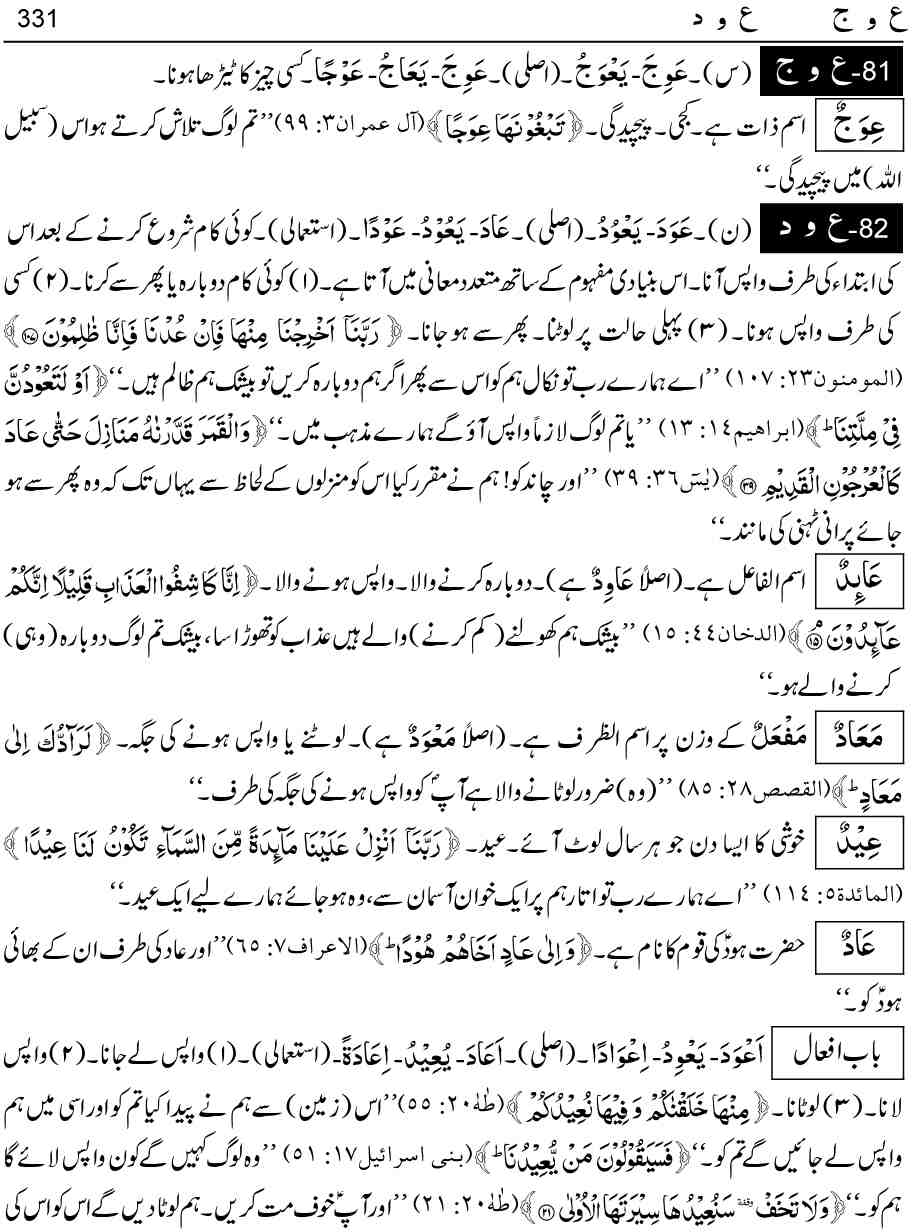 ع و ج ع و د 331
81-ع و ج (س)۔ عَوِجَ- يَعْوَجُ۔ (اصلی)۔ عَوِجَ- يَعَاجُ- عَوْجًا۔ کسی چیز کا ٹیڑھا ہونا۔
عِوَجٌ اسم ذات ہے۔ کجی۔ پیچیدگی۔ ﴿تَبْغُوْنَهَا عِوَجًا﴾ (آل عمران۳: ۹۹) ’’تم لوگ تلاش کرتے ہو اس (سبیل
اللہ) میں پیچیدگی۔‘‘
82-ع و د (ن)۔ عَوَدَ- يَعْوُدُ۔ (اصلی)۔ عَادَ- يَعُوْدُ- عَوْدًا۔ (استعمالی)۔ کوئی کام شروع کرنے کے بعد اس
کی ابتداء کی طرف واپس آنا۔ اس بنیادی مفہوم کے ساتھ متعدد معانی میں آتا ہے۔ (۱) کوئی کام دوبارہ یا پھر سے کرنا۔ (۲) کسی
کی طرف واپس ہونا۔ (۳) پہلی حالت پر لوٹنا۔ پھر سے ہو جانا۔ ﴿رَبَّنَآ اَخْرِجْنَا مِنْهَا فَاِنْ عُدْنَا فَاِنَّا ظٰلِمُوْنَ ۱۰۷﴾
(المومنون۲۳: ۱۰۷) ’’اے ہمارے رب تو نکال ہم کو اس سے پھر اگر ہم دوبارہ کریں تو بیشک ہم ظالم ہیں۔‘‘ ﴿اَوْ لَتَعُوْدُنَّ
فِيْ مِلَّتِنَا ؕ﴾ (ابراھیم۱۴: ۱۳) ’’یا تم لوگ لازماً واپس آؤ گے ہمارے مذہب میں۔‘‘ ﴿وَالْقَمَرَ قَدَّرْنٰهُ مَنَازِلَ حَتّٰى عَادَ
كَالْعُرْجُوْنِ الْقَدِيْمِ ۳۹﴾ (یٰسٓ۳۶: ۳۹) ’’اور چاند کو! ہم نے مقرر کیا اس کو منزلوں کے لحاظ سے یہاں تک کہ وہ پھر سے ہو
جائے پرانی ٹہنی کی مانند۔‘‘
عَائِدٌ اسم الفاعل ہے۔ (اصلاً عَاوِدٌ ہے)۔ دوبارہ کرنے والا۔ واپس ہونے والا۔ ﴿اِنَّا كَاشِفُوا الْعَذَابِ قَلِيْلًا اِنَّكُمْ
عَآئِدُوْنَ ۘ۱۵﴾ (الدخان۴۴: ۱۵) ’’بیشک ہم کھولنے (کم کرنے) والے ہیں عذاب کو تھوڑا سا، بیشک تم لوگ دوبارہ (وہی)
کرنے والے ہو۔‘‘
مَعَادٌ مَفْعَلٌ کے وزن پر اسم الظرف ہے۔ (اصلاً مَعْوَدٌ ہے)۔ لوٹنے یا واپس ہونے کی جگہ۔ ﴿لَرَآدُّكَ اِلٰى
مَعَادٍ ؕ﴾ (القصص۲۸: ۸۵) ’’(وہ) ضرور لوٹانے والا ہے آپؐ کو واپس ہونے کی جگہ کی طرف۔‘‘
عِيْدٌ خوشی کا ایسا دن جو ہر سال لوٹ آئے۔ عید۔ ﴿رَبَّنَآ اَنْزِلْ عَلَيْنَا مَآئِدَةً مِّنَ السَّمَآءِ تَكُوْنُ لَنَا عِيْدًا﴾
(المائدۃ۵: ۱۱۴) ’’اے ہمارے رب تو اتار ہم پر ایک خوان آسمان سے، وہ ہو جائے ہمارے لیے ایک عید۔‘‘
عَادٌ حضرت ہودؑ کی قوم کا نام ہے۔ ﴿وَ اِلٰى عَادٍ اَخَاهُمْ هُوْدًا ؕ﴾ (الاعراف۷: ۶۵) ’’اور عاد کی طرف ان کے بھائی
ہودؑ کو۔‘‘
باب افعال اَعْوَدَ- يَعْوِدُ- اِعْوَادًا۔ (اصلی)۔ اَعَادَ- يُعِيْدُ- اِعَادَةً۔ (استعمالی)۔ (۱) واپس لے جانا۔ (۲) واپس
لانا۔ (۳) لوٹانا۔ ﴿مِنْهَا خَلَقْنٰكُمْ وَ فِيْهَا نُعِيْدُكُمْ﴾ (طٰهٰ۲۰: ۵۵) ’’اس (زمین) سے ہم نے پیدا کیا تم کو اور اسی میں ہم
واپس لے جائیں گے تم کو۔‘‘ ﴿فَسَيَقُوْلُوْنَ مَنْ يُّعِيْدُنَا ؕ﴾ (بنی اسرائیل۱۷: ۵۱) ’’وہ لوگ کہیں گے کون واپس لائے گا
ہم کو۔‘‘ ﴿وَلَا تَخَفْ ۥ سَنُعِيْدُهَا سِيْرَتَهَا الْاُوْلٰى ۲۱﴾ (طٰهٰ۲۰: ۲۱) ’’اور آپؑ خوف مت کریں۔ ہم لوٹا دیں گے اس کو اس کی